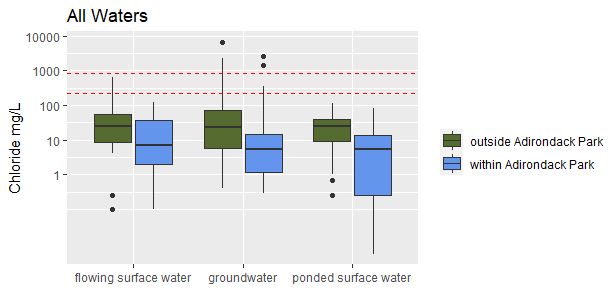 All Waters
Chloride mg/L
10000
1000
100
10
1
flowing surface water
groundwater
ponded surface water
outside Adirondack Park
within Adirondack Park